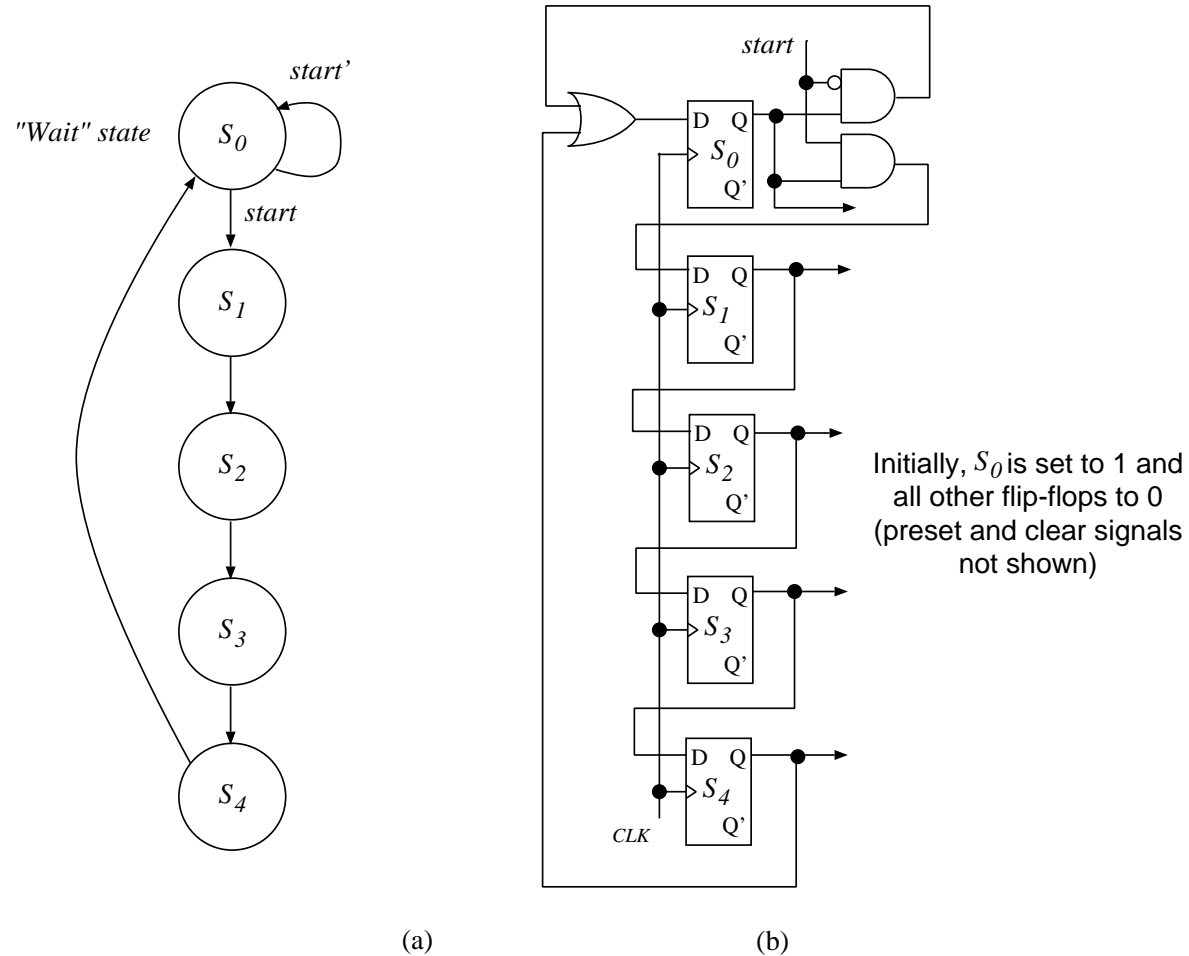 start'
"Wait" state
S0
start
S1
S2
S3
S4
(a)
start
D Q
S0
Q'
D Q
S1
Q'
D Q
S2
Q'
D Q
S3
Q'
D Q
S4
Q'
CLK
Initially, S0 is set to 1 and
all other flip-flops to 0
(preset and clear signals
not shown)
(b)